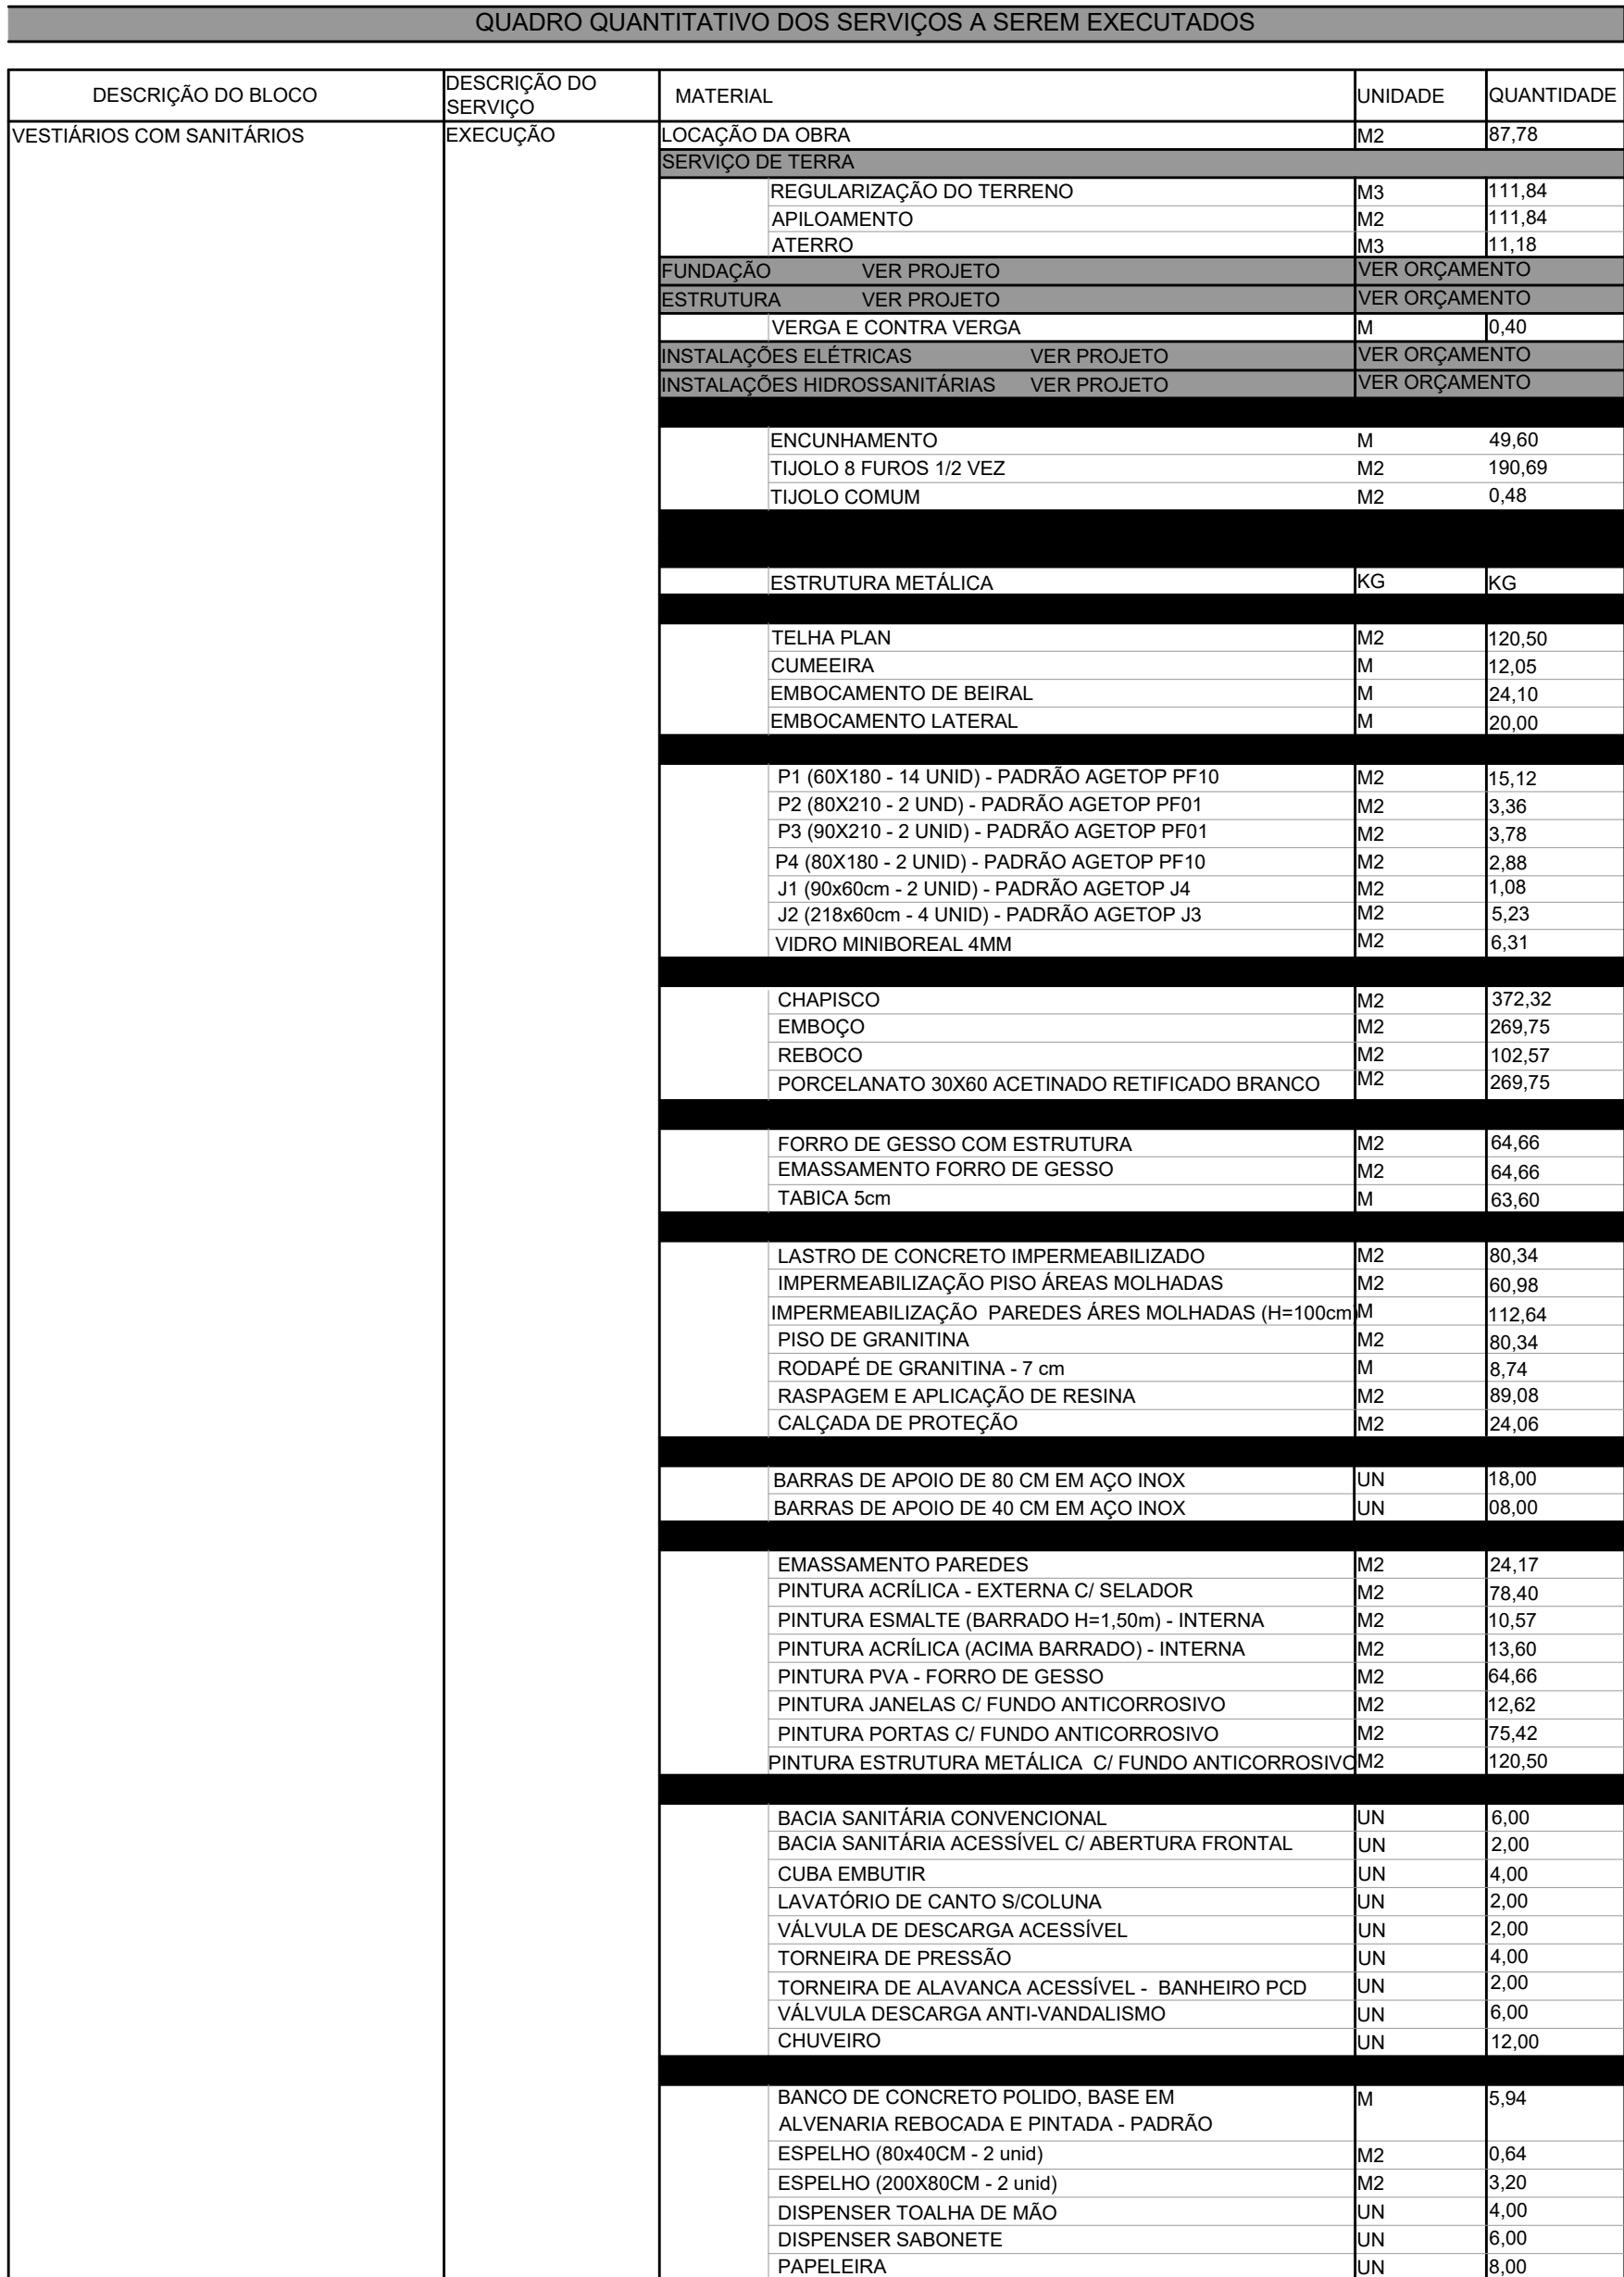 QUADRO QUANTITATIVO DOS SERVIÇOS A SEREM EXECUTADOS
DESCRIÇÃO DO BLOCO DESCRIÇÃO DO SERVIÇO MATERIAL UNIDADE QUANTIDADE
VESTIÁRIOS COM SANITÁRIOS EXECUÇÃO LOCAÇÃO DA OBRA M2 87,78
SERVIÇO DE TERRA
REGULARIZAÇÃO DO TERRENO M3 111,84
APILOAMENTO M2 111,84
ATERRO M3 11,18
FUNDAÇÃO VER PROJETO VER ORÇAMENTO
ESTRUTURA VER PROJETO VER ORÇAMENTO
VERGA E CONTRA VERGA M 0,40
INSTALAÇÕES ELÉTRICAS VER PROJETO VER ORÇAMENTO
INSTALAÇÕES HIDROSSANITÁRIAS VER PROJETO VER ORÇAMENTO
ENCUNHAMENTO M 49,60
TIJOLO 8 FUROS 1/2 VEZ M2 190,69
TIJOLO COMUM M2 0,48
ESTRUTURA METÁLICA KG KG
TELHA PLAN M2 120,50
CUMEEIRA M 12,05
EMBOCAMENTO DE BEIRAL M 24,10
EMBOCAMENTO LATERAL M 20,00
P1 (60X180 - 14 UNID) - PADRÃO AGETOP PF10 M2 15,12
P2 (80X210 - 2 UND) - PADRÃO AGETOP PF01 M2 3,36
P3 (90X210 - 2 UNID) - PADRÃO AGETOP PF01 M2 3,78
P4 (80X180 - 2 UNID) - PADRÃO AGETOP PF10 M2 2,88
J1 (90x60cm - 2 UNID) - PADRÃO AGETOP J4 M2 1,08
J2 (218x60cm - 4 UNID) - PADRÃO AGETOP J3 M2 5,23
VIDRO MINIBOREAL 4MM M2 6,31
CHAPISCO M2 372,32
EMBOÇO M2 269,75
REBOCO M2 102,57
PORCELANATO 30X60 ACETINADO RETIFICADO BRANCO M2 269,75
FORRO DE GESSO COM ESTRUTURA M2 64,66
EMASSAMENTO FORRO DE GESSO M2 64,66
TABICA 5cm M 63,60
LASTRO DE CONCRETO IMPERMEABILIZADO M2 80,34
IMPERMEABILIZAÇÃO PISO ÁREAS MOLHADAS M2 60,98
IMPERMEABILIZAÇÃO PAREDES ÁRES MOLHADAS (H=100cm) M 112,64
PISO DE GRANITINA M2 80,34
RODAPÉ DE GRANITINA - 7 cm M 8,74
RASPAGEM E APLICAÇÃO DE RESINA M2 89,08
CALÇADA DE PROTEÇÃO M2 24,06
BARRAS DE APOIO DE 80 CM EM AÇO INOX UN 18,00
BARRAS DE APOIO DE 40 CM EM AÇO INOX UN 08,00
EMASSAMENTO PAREDES M2 24,17
PINTURA ACRÍLICA - EXTERNA C/ SELADOR M2 78,40
PINTURA ESMALTE (BARRADO H=1,50m) - INTERNA M2 10,57
PINTURA ACRÍLICA (ACIMA BARRADO) - INTERNA M2 13,60
PINTURA PVA - FORRO DE GESSO M2 64,66
PINTURA JANELAS C/ FUNDO ANTICORROSIVO M2 12,62
PINTURA PORTAS C/ FUNDO ANTICORROSIVO M2 75,42
PINTURA ESTRUTURA METÁLICA C/ FUNDO ANTICORROSIVO M2 120,50
BACIA SANITÁRIA CONVENCIONAL UN 6,00
BACIA SANITÁRIA ACESSÍVEL C/ ABERTURA FRONTAL UN 2,00
CUBA EMBUTIR UN 4,00
LAVATÓRIO DE CANTO S/COLUNA UN 2,00
VÁLVULA DE DESCARGA ACESSÍVEL UN 2,00
TORNEIRA DE PRESSÃO UN 4,00
TORNEIRA DE ALAVANCA ACESSÍVEL - BANHEIRO PCD UN 2,00
VÁLVULA DESCARGA ANTI-VANDALISMO UN 6,00
CHUVEIRO UN 12,00
BANCO DE CONCRETO POLIDO, BASE EM M 5,94
ALVENARIA REBOCADA E PINTADA - PADRÃO
ESPELHO (80x40CM - 2 unid) M2 0,64
ESPELHO (200X80CM - 2 unid) M2 3,20
DISPENSER TOALHA DE MÃO UN 4,00
DISPENSER SABONETE UN 6,00
PAPELEIRA UN 8,00